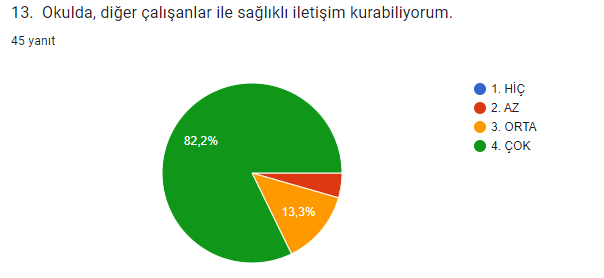 13. Okulda, diğer çalışanlar ile sağlıklı iletişim kurabiliyorum.
45 yanıt
1. HİÇ
2. AZ
3. ORTA
4. ÇOK
82,2%
13,3%